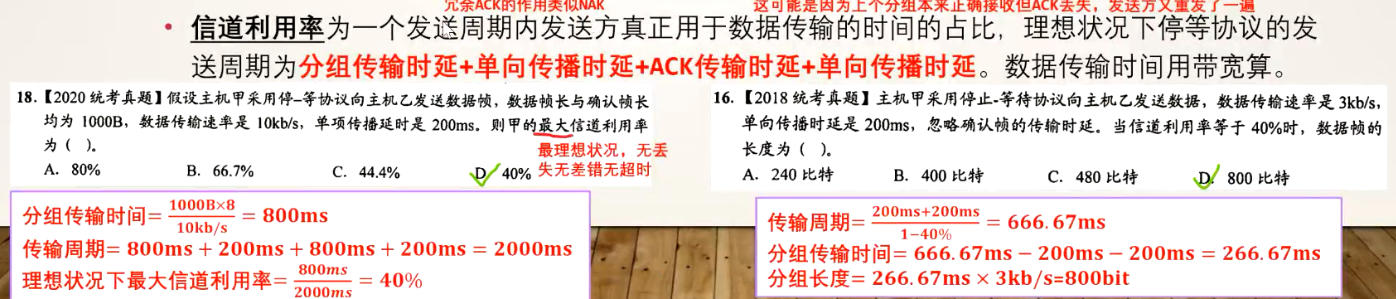 冗余ACK的作用类似NAK
这可能是因为上个分组本来正确接收但ACK丢失，发送方又重发了一遍
• 信道利用率为一个发送周期内发送方真正用于数据传输的时间的占比，理想状况下停等协议的发
送周期为分组传输时延+单向传播时延+ACK传输时延+单向传播时延。数据传输时间用带宽算。
18.【2020 统考真题】假设主机甲采用停-等协议向主机乙发送数据帧，数据帧长与确认帧长
均为 1000B，数据传输速率是 10kb/s，单项传播延时是 200ms。则甲的最大信道利用率
为（ ）。
最理想状况，无丢
失无差错无超时
A. 80% B. 66.7% C. 44.4% D. 40%
分组传输时间= 1000B×8 / 10kb/s = 800ms
传输周期= 800ms + 200ms + 800ms + 200ms = 2000ms
理想状况下最大信道利用率= 800ms / 2000ms = 40%
16.【2018 统考真题】主机甲采用停止-等待协议向主机乙发送数据，数据传输速率是 3kb/s，
单向传播时延是 200ms，忽略确认帧的传输时延。当信道利用率等于 40%时，数据帧的
长度为（ ）。
A. 240 比特 B. 400 比特 C. 480 比特 D. 800 比特
传输周期= 200ms+200ms / 1−40% = 666.67ms
分组传输时间= 666.67ms − 200ms − 200ms = 266.67ms
分组长度= 266.67ms × 3kb/s=800bit